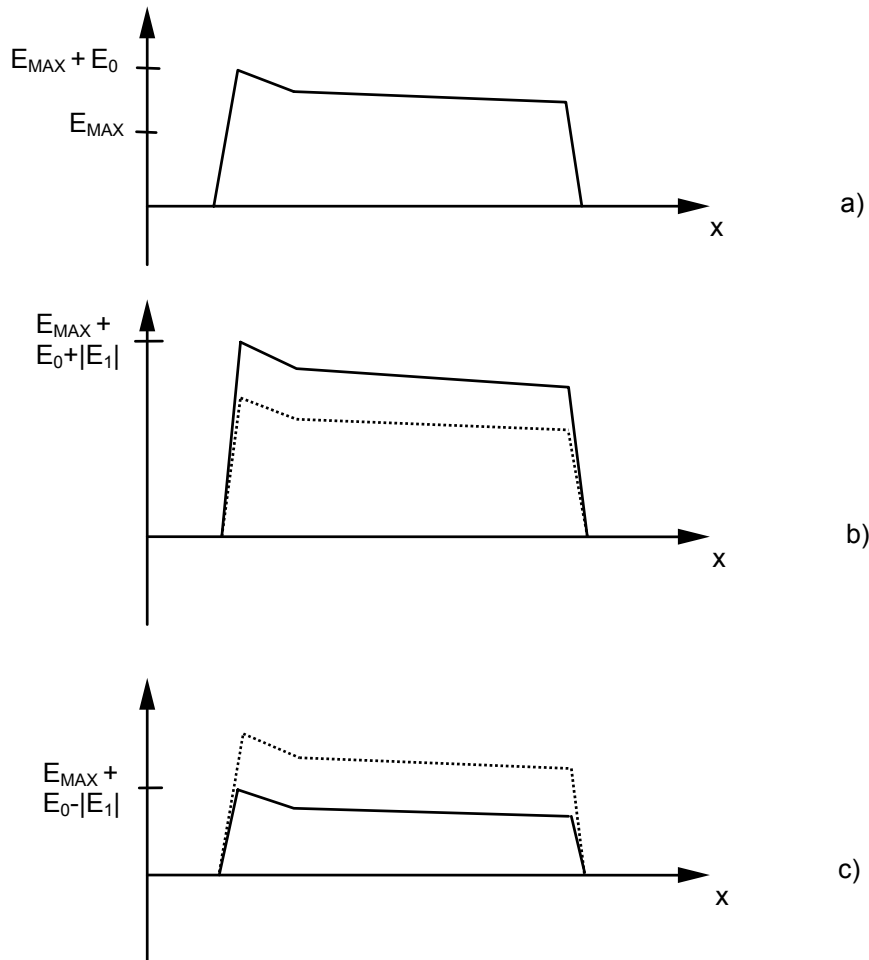 E_MAX + E_0
E_MAX
x
a)
E_MAX +
E_0+|E_1|
x
b)
E_MAX +
E_0-|E_1|
x
c)